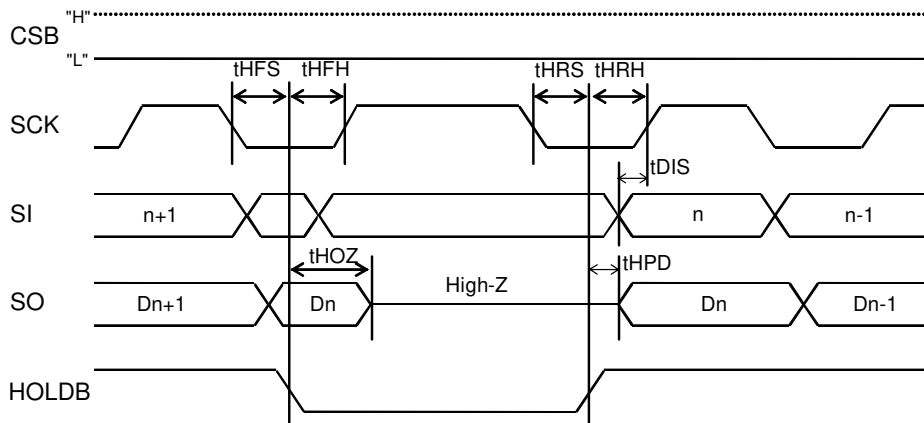 "H"
CSB
"L"
tHFS tHFH tHRS tHRH
SCK
tDIS
SI n+1 n n-1
tHOZ tHPD
High-Z
SO Dn+1 Dn Dn Dn-1
HOLDB